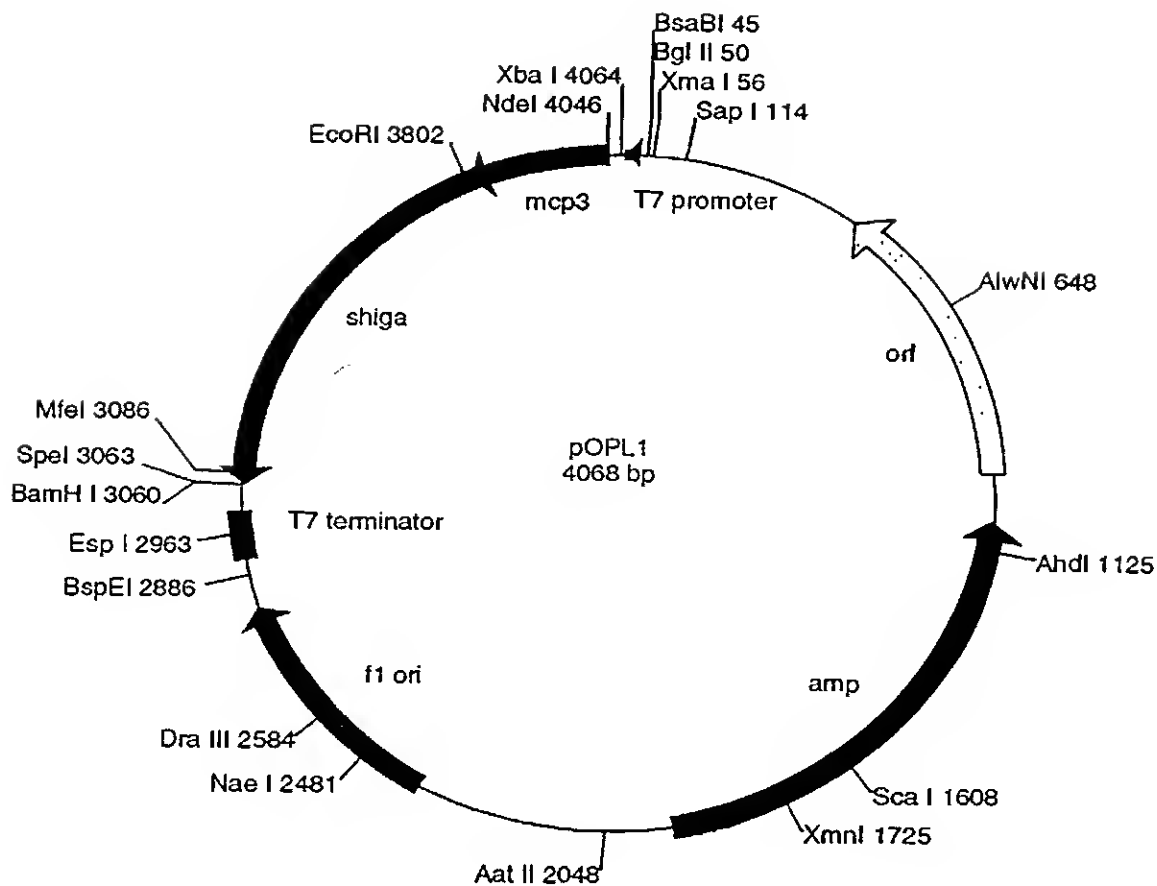 BsaBI 45
Bgl II 50
Xba I 4064
Xma I 56
NdeI 4046
Sap I 114
EcoRI 3802
mcp3
T7 promoter
AlwNI 648
shiga
ori
MfeI 3086
pOPL1
SpeI 3063
4068 bp
BamH I 3060
T7 terminator
Esp I 2963
AhdI 1125
BspEI 2886
f1 ori
amp
Dra III 2584
Nae I 2481
Sca I 1608
XmnI 1725
Aat II 2048